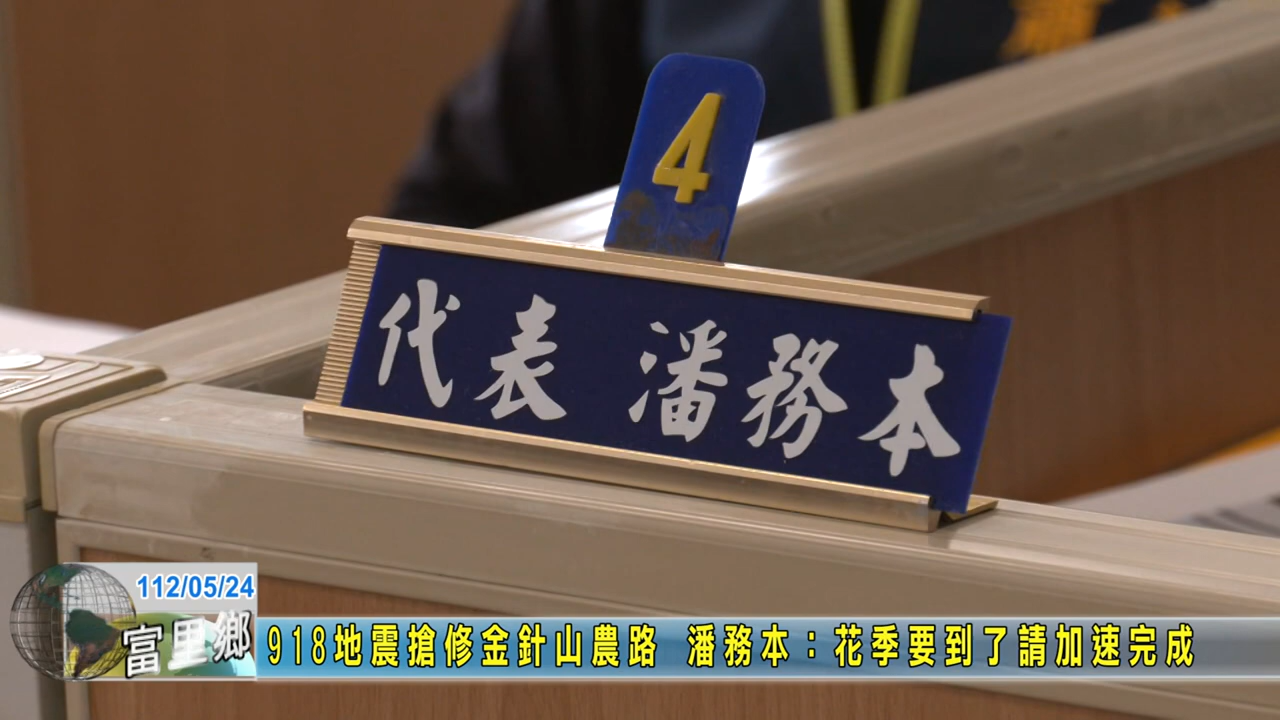 4
代表 潘務本
112/05/24
富里鄉
918地震搶修金針山農路 潘務本：花季要到了請加速完成